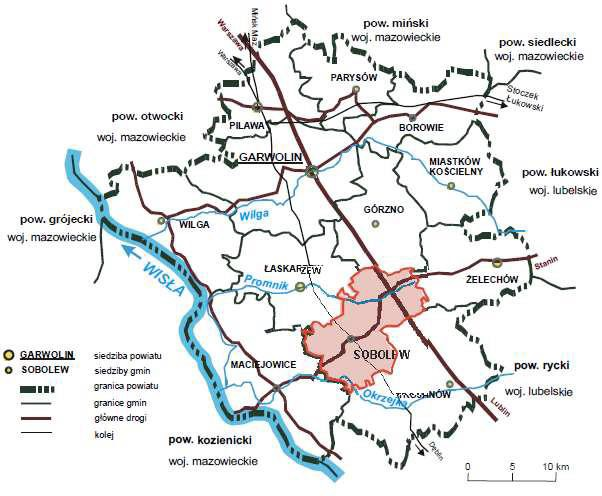 pow. miński
woj. mazowieckie
pow. siedlecki
woj. mazowieckie
Mińsk Maz.
Warszawa
Warszawa
PARYSÓW
Stoczek
Łukowski
pow. otwocki
woj. mazowieckie
PILAWA
BOROWIE
GARWOLIN
MIASTKÓW
KOŚCIELNY
pow. łukowski
woj. lubelskie
pow. grójecki
woj. mazowieckie
WILGA
Wilga
GÓRZNO
WISŁA
ŁASKARZEW
Promnik
ŻELECHÓW
Stanin
SOBOLEW
MACIEJOWICE
Okrzejka
pow. rycki
woj. lubelskie
Lublin
Dęblin
pow. kozienicki
woj. mazowieckie
GARWOLIN siedziba powiatu
SOBOLEW siedziby gmin
granica powiatu
granice gmin
główne drogi
kolej
0 5 10 km